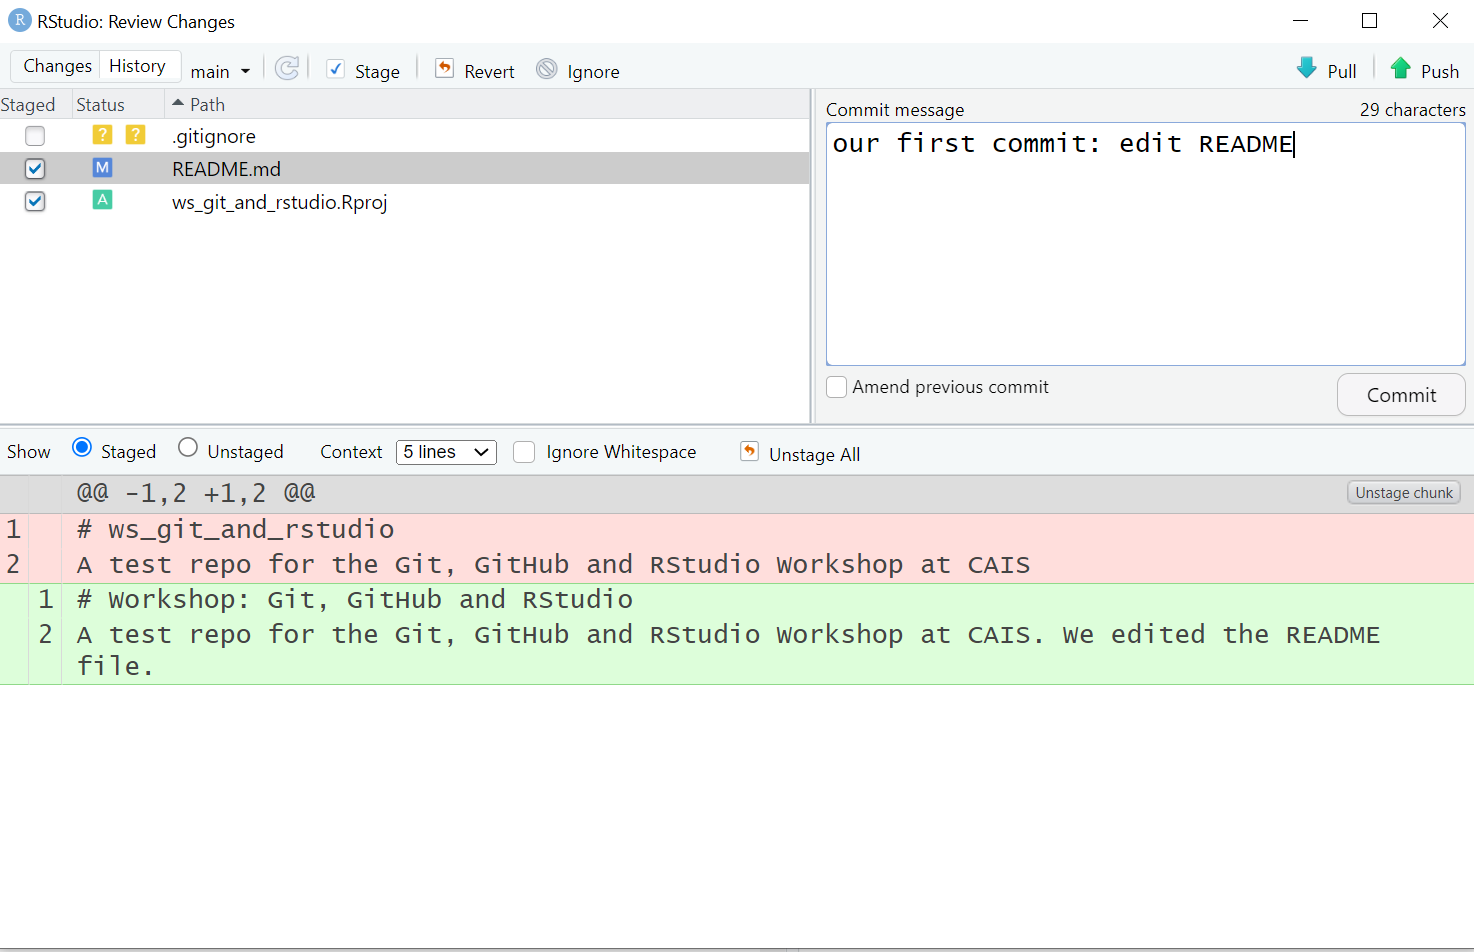 R RStudio: Review Changes
Changes History main Stage Revert Ignore Pull Push
Staged Status Path
? ? .gitignore
M README.md
A ws_git_and_rstudio.Rproj
Commit message 29 characters
our first commit: edit README
Amend previous commit Commit
Show Staged Unstaged Context 5 lines Ignore Whitespace Unstage All
@@ -1,2 +1,2 @@ Unstage chunk
1 # ws_git_and_rstudio
2 A test repo for the Git, GitHub and RStudio Workshop at CAIS
1 # Workshop: Git, GitHub and RStudio
2 A test repo for the Git, GitHub and RStudio Workshop at CAIS. We edited the README
file.